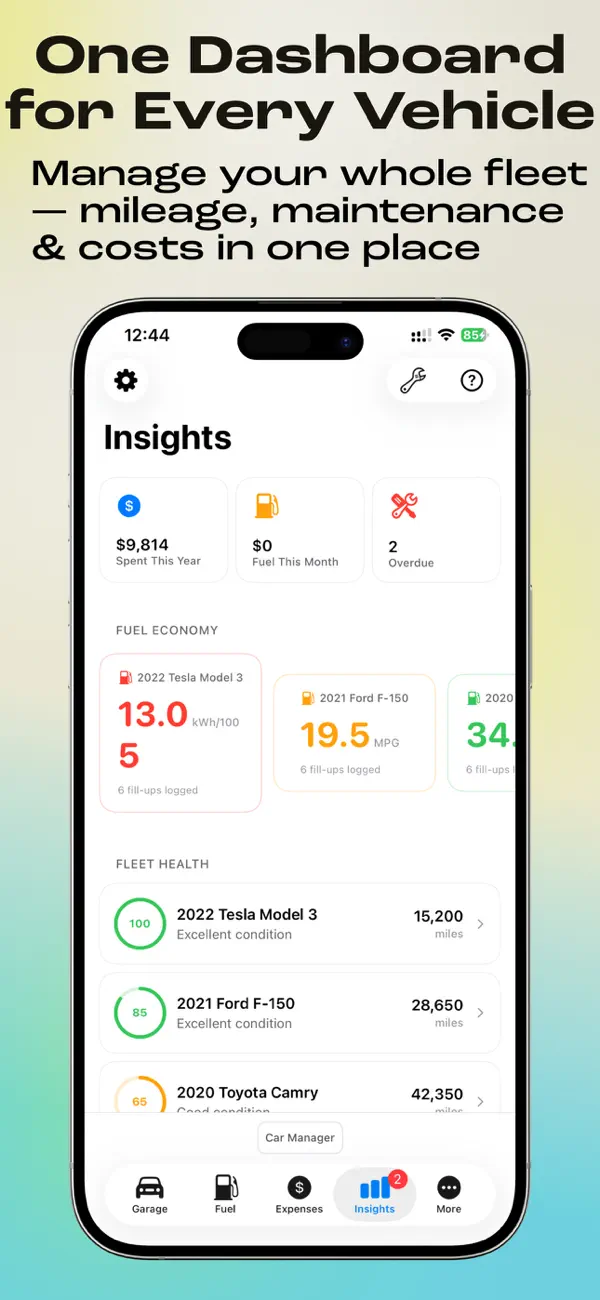 One Dashboard
for Every Vehicle
Manage your whole fleet
— mileage, maintenance
& costs in one place
12:44
85
Insights
$
$9,814
Spent This Year
$0
Fuel This Month
2
Overdue
FUEL ECONOMY
2022 Tesla Model 3
13.0 kWh/100
5
6 fill-ups logged
2021 Ford F-150
19.5 MPG
6 fill-ups logged
2020
34.
6 fill-ups l
FLEET HEALTH
100
2022 Tesla Model 3
Excellent condition
15,200
miles
85
2021 Ford F-150
Excellent condition
28,650
miles
65
2020 Toyota Camry
Good condition
42,350
miles
Car Manager
Garage
Fuel
$
Expenses
2
Insights
More